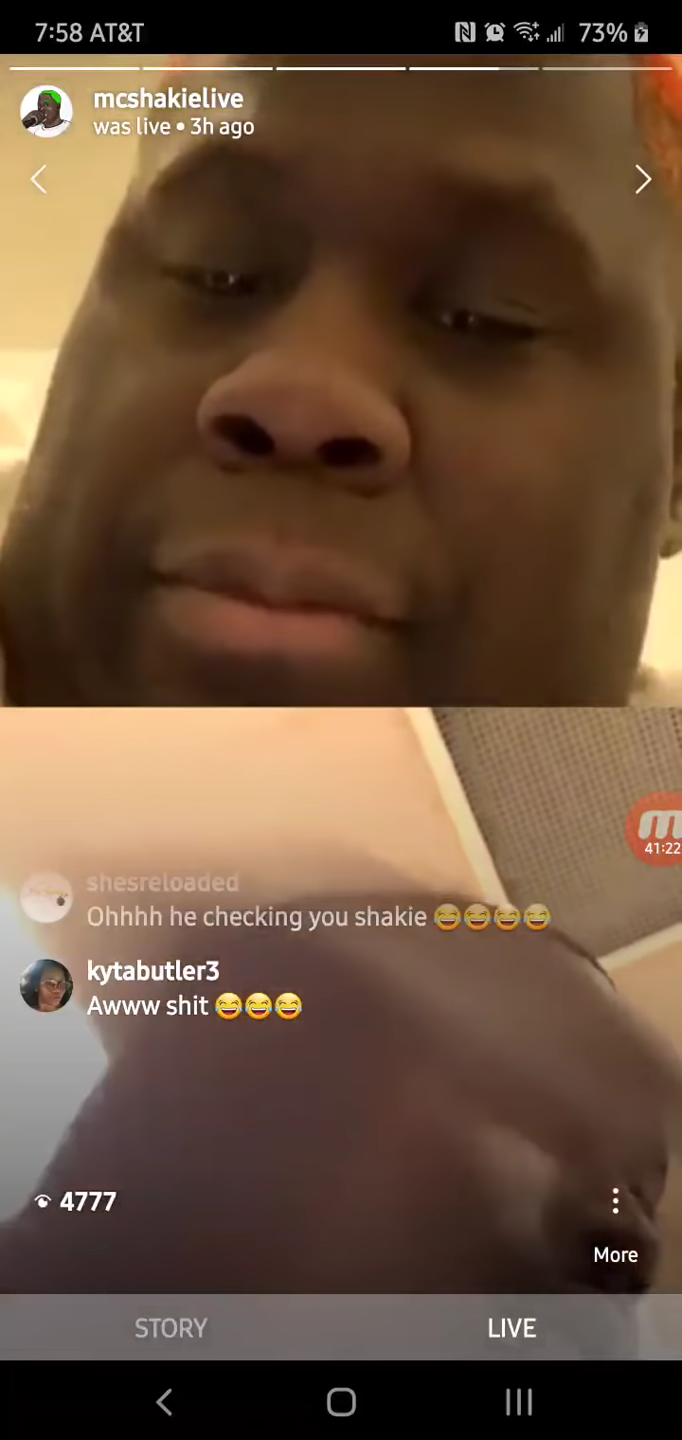 7:58 AT&T
73%
mcshakielive
was live • 3h ago
41:22
shesreloaded
Ohhhh he checking you shakie 😂😂😂😂
kytabutler3
Awww shit 😂😂😂
4777
More
STORY
LIVE